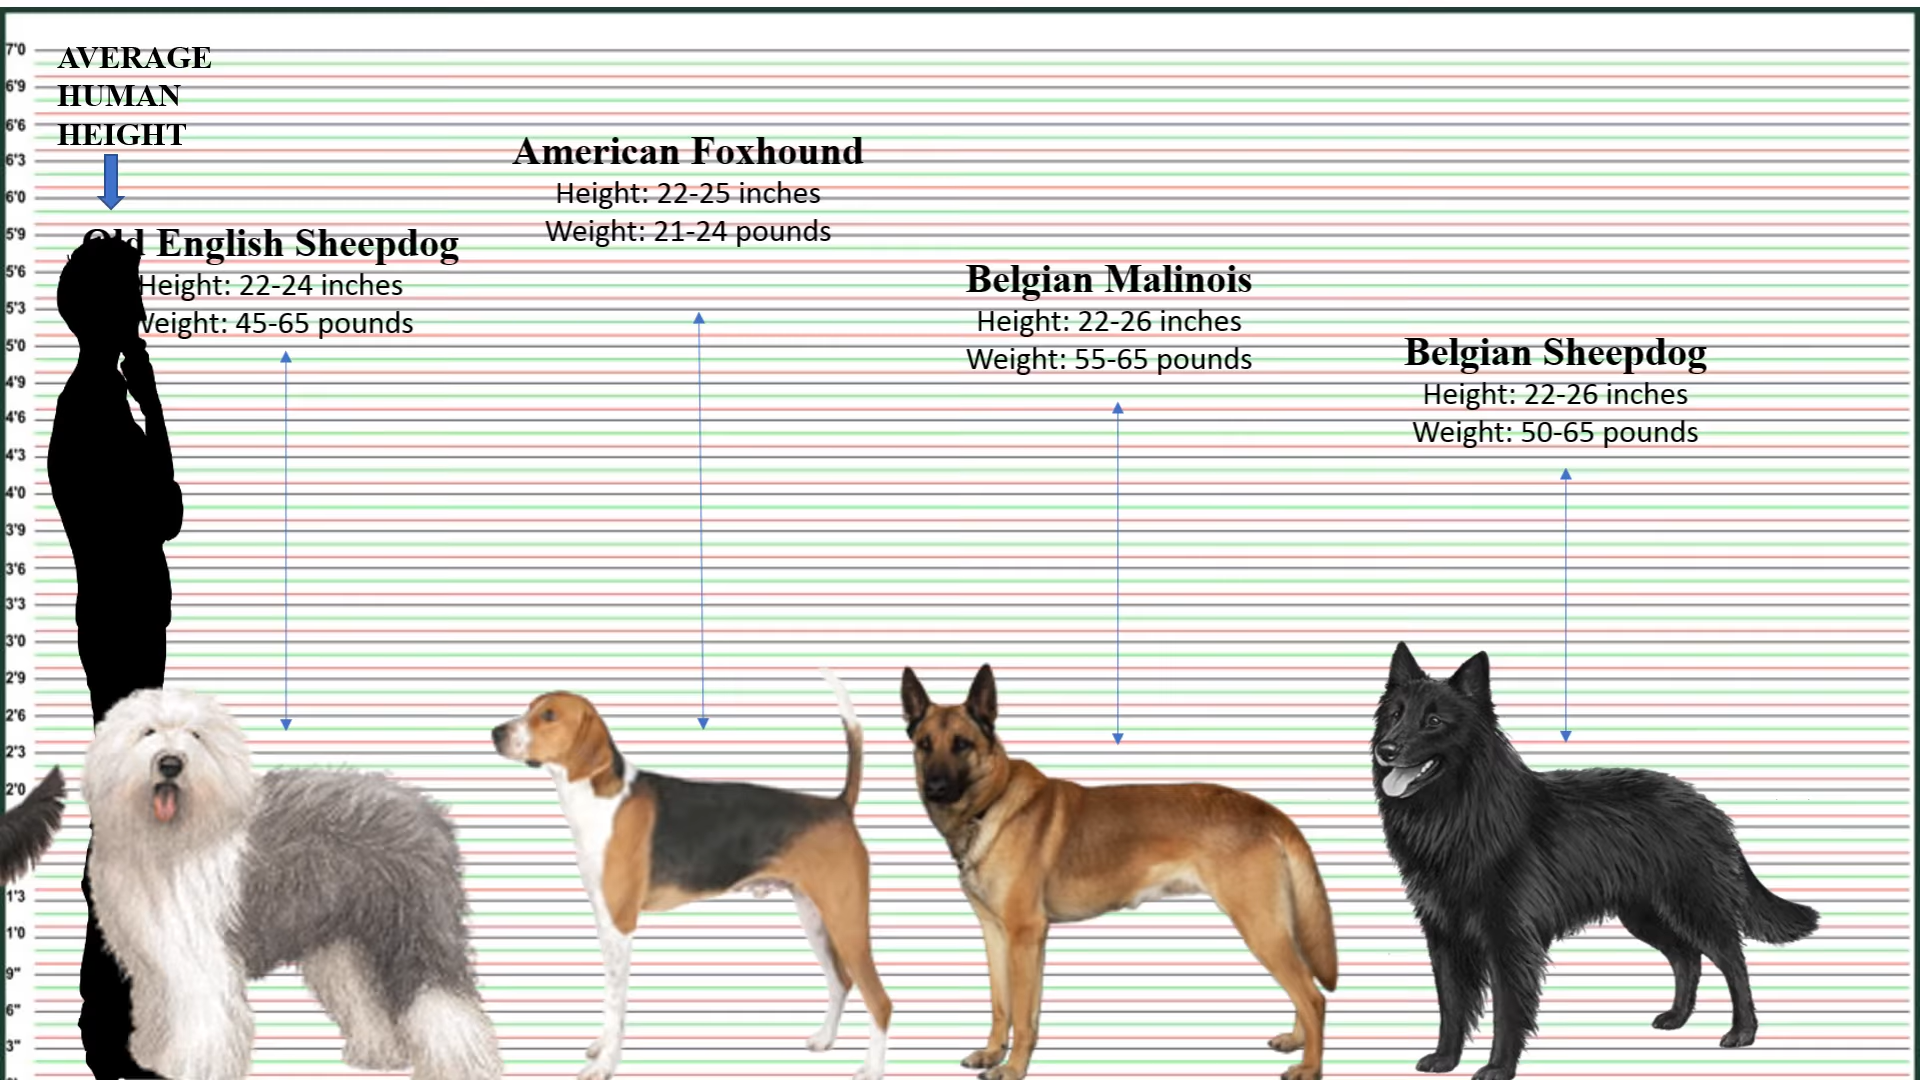 7'0
6'9
6'6
6'3
6'0
5'9
5'6
5'3
5'0
4'9
4'6
4'3
4'0
3'9
3'6
3'3
3'0
2'9
2'6
2'3
2'0
1'3
1'0
9"
6"
3"
AVERAGE
HUMAN
HEIGHT
Old English Sheepdog
Height: 22-24 inches
Weight: 45-65 pounds
American Foxhound
Height: 22-25 inches
Weight: 21-24 pounds
Belgian Malinois
Height: 22-26 inches
Weight: 55-65 pounds
Belgian Sheepdog
Height: 22-26 inches
Weight: 50-65 pounds